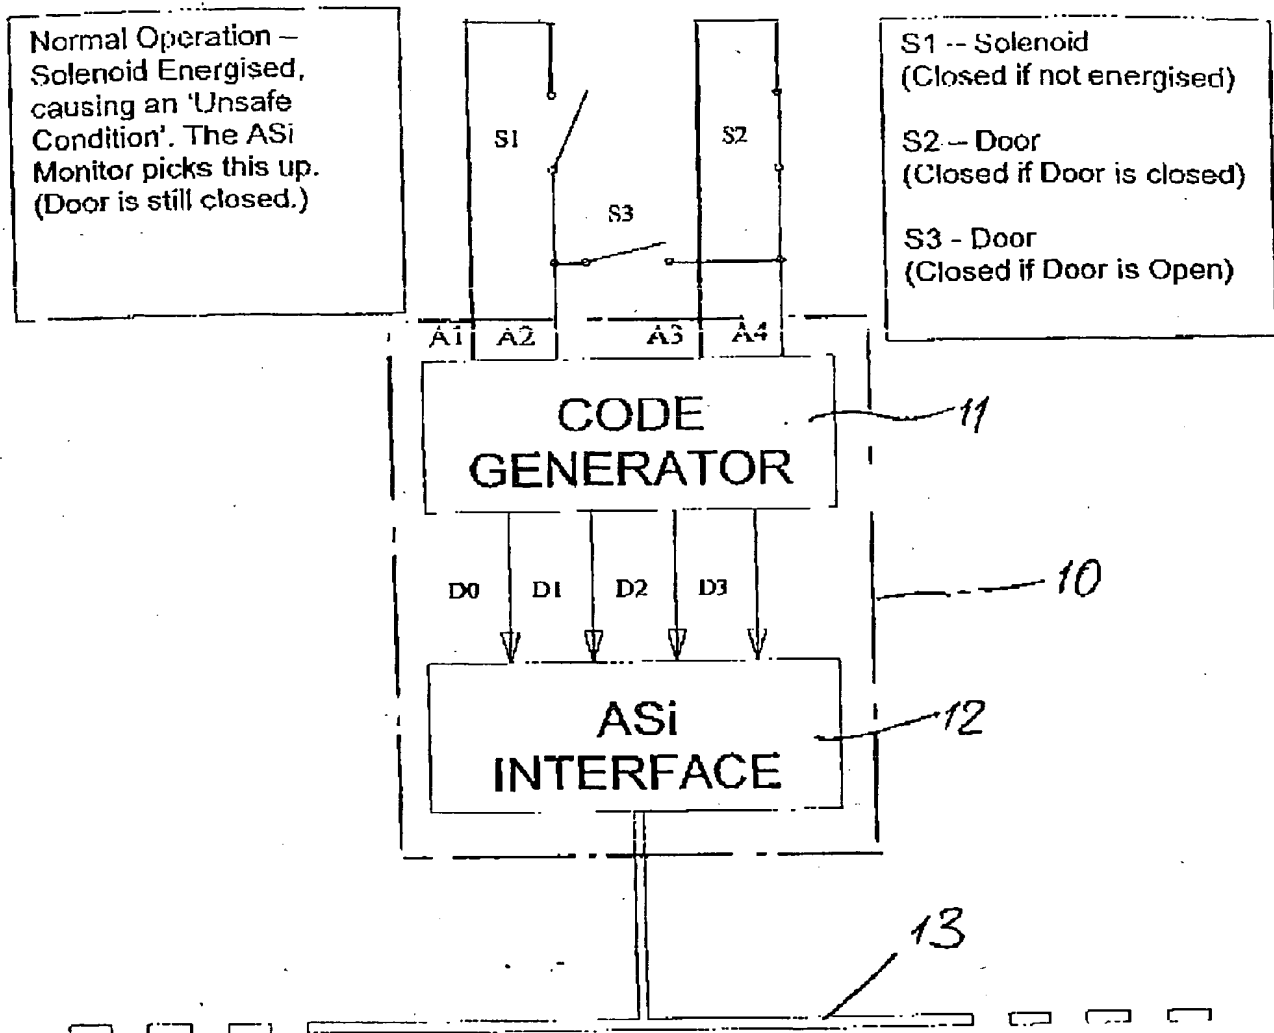 Normal Operation –
Solenoid Energised,
causing an 'Unsafe
Condition'. The ASi
Monitor picks this up.
(Door is still closed.)
S1 -- Solenoid
(Closed if not energised)
S2 – Door
(Closed if Door is closed)
S3 - Door
(Closed if Door is Open)
S1
S2
S3
A1 A2 A3 A4
CODE
GENERATOR
11
D0 D1 D2 D3
10
ASi
INTERFACE
12
13